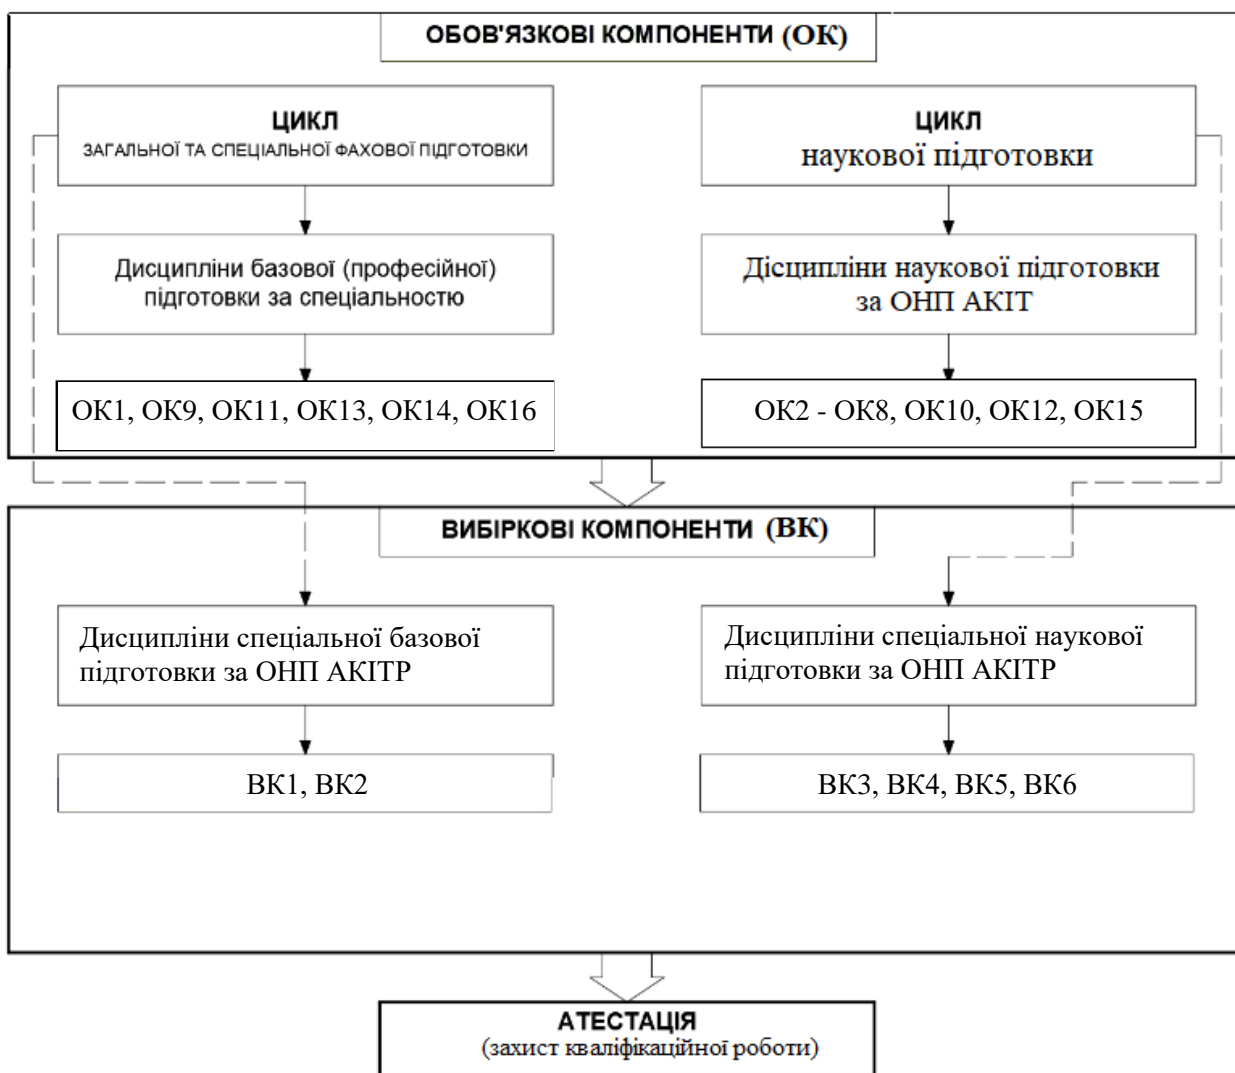 ОБОВ'ЯЗКОВІ КОМПОНЕНТИ (ОК)
ЦИКЛ
ЗАГАЛЬНОЇ ТА СПЕЦІАЛЬНОЇ ФАХОВОЇ ПІДГОТОВКИ
Дисципліни базової (професійної)
підготовки за спеціальностю
ОК1, ОК9, ОК11, ОК13, ОК14, ОК16
ЦИКЛ
наукової підготовки
Дісципліни наукової підготовки
за ОНП АКІТ
ОК2 - ОК8, ОК10, ОК12, ОК15
ВИБІРКОВІ КОМПОНЕНТИ (ВК)
Дисципліни спеціальної базової
підготовки за ОНП АКІТР
ВК1, ВК2
Дисципліни спеціальної наукової
підготовки за ОНП АКІТР
ВК3, ВК4, ВК5, ВК6
АТЕСТАЦІЯ
(захист кваліфікаційної роботи)